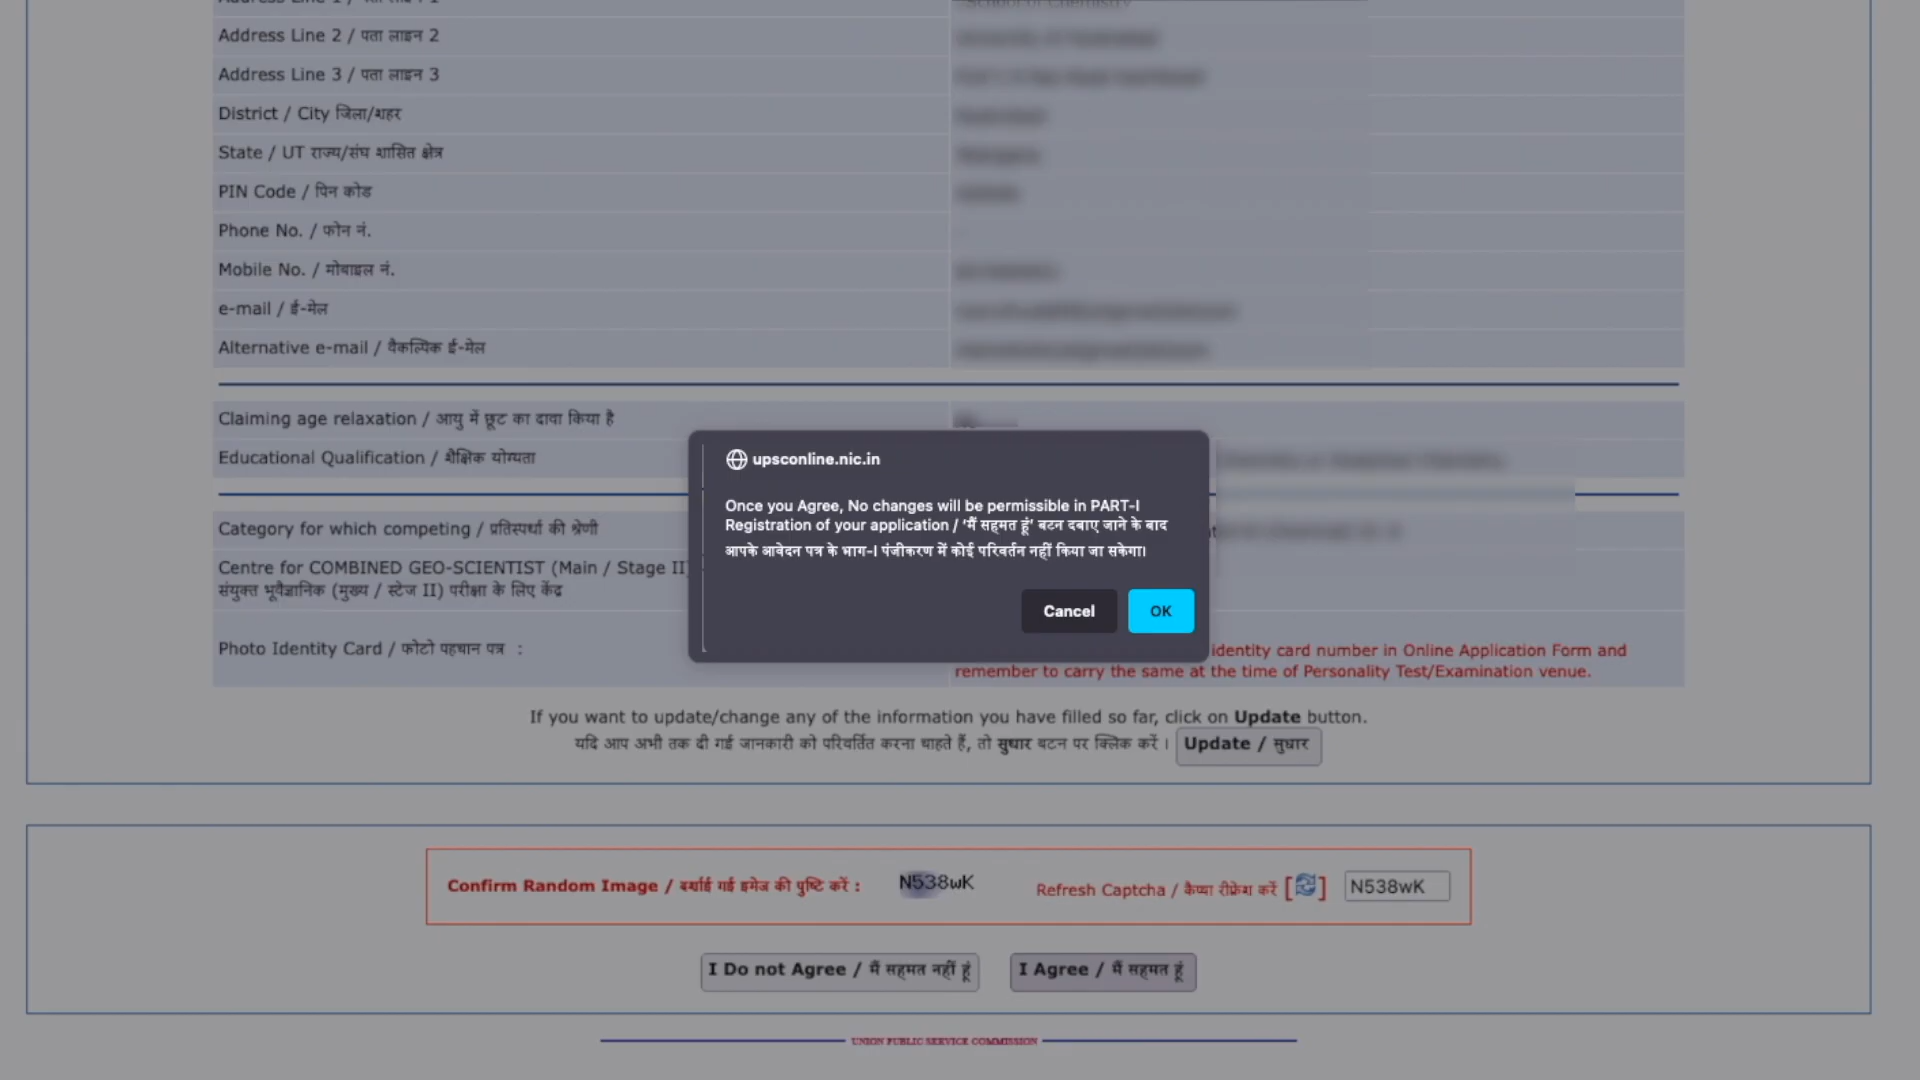 School of Chemistry
Address Line 2 / पता लाइन 2
Address Line 3 / पता लाइन 3
District / City जिला/शहर
State / UT राज्य/संघ शासित क्षेत्र
PIN Code / पिन कोड
Phone No. / फोन नं.
Mobile No. / मोबाइल नं.
e-mail / ई-मेल
Alternative e-mail / वैकल्पिक ई-मेल
Claiming age relaxation / आयु में छूट का दावा किया है
Educational Qualification / शैक्षिक योग्यता
upsconline.nic.in
Once you Agree, No changes will be permissible in PART-I
Registration of your application / 'मैं सहमत हूं' बटन दबाए जाने के बाद
आपके आवेदन पत्र के भाग-I पंजीकरण में कोई परिवर्तन नहीं किया जा सकेगा।
Cancel OK
Category for which competing / प्रतिस्पर्धा की श्रेणी
Centre for COMBINED GEO-SCIENTIST (Main / Stage II)
संयुक्त भूवैज्ञानिक (मुख्य / स्टेज II) परीक्षा के लिए केंद्र
Photo Identity Card / फोटो पहचान पत्र :
identity card number in Online Application Form and
remember to carry the same at the time of Personality Test/Examination venue.
If you want to update/change any of the information you have filled so far, click on Update button.
यदि आप अभी तक दी गई जानकारी को परिवर्तित करना चाहते हैं, तो सुधार बटन पर क्लिक करें । Update / सुधार
Confirm Random Image / दर्शाई गई इमेज की पुष्टि करें : N538wK Refresh Captcha / कैप्चा रीफ्रेश करें [ ] N538wK
I Do not Agree / मैं सहमत नहीं हूं I Agree / मैं सहमत हूं
UNION PUBLIC SERVICE COMMISSION